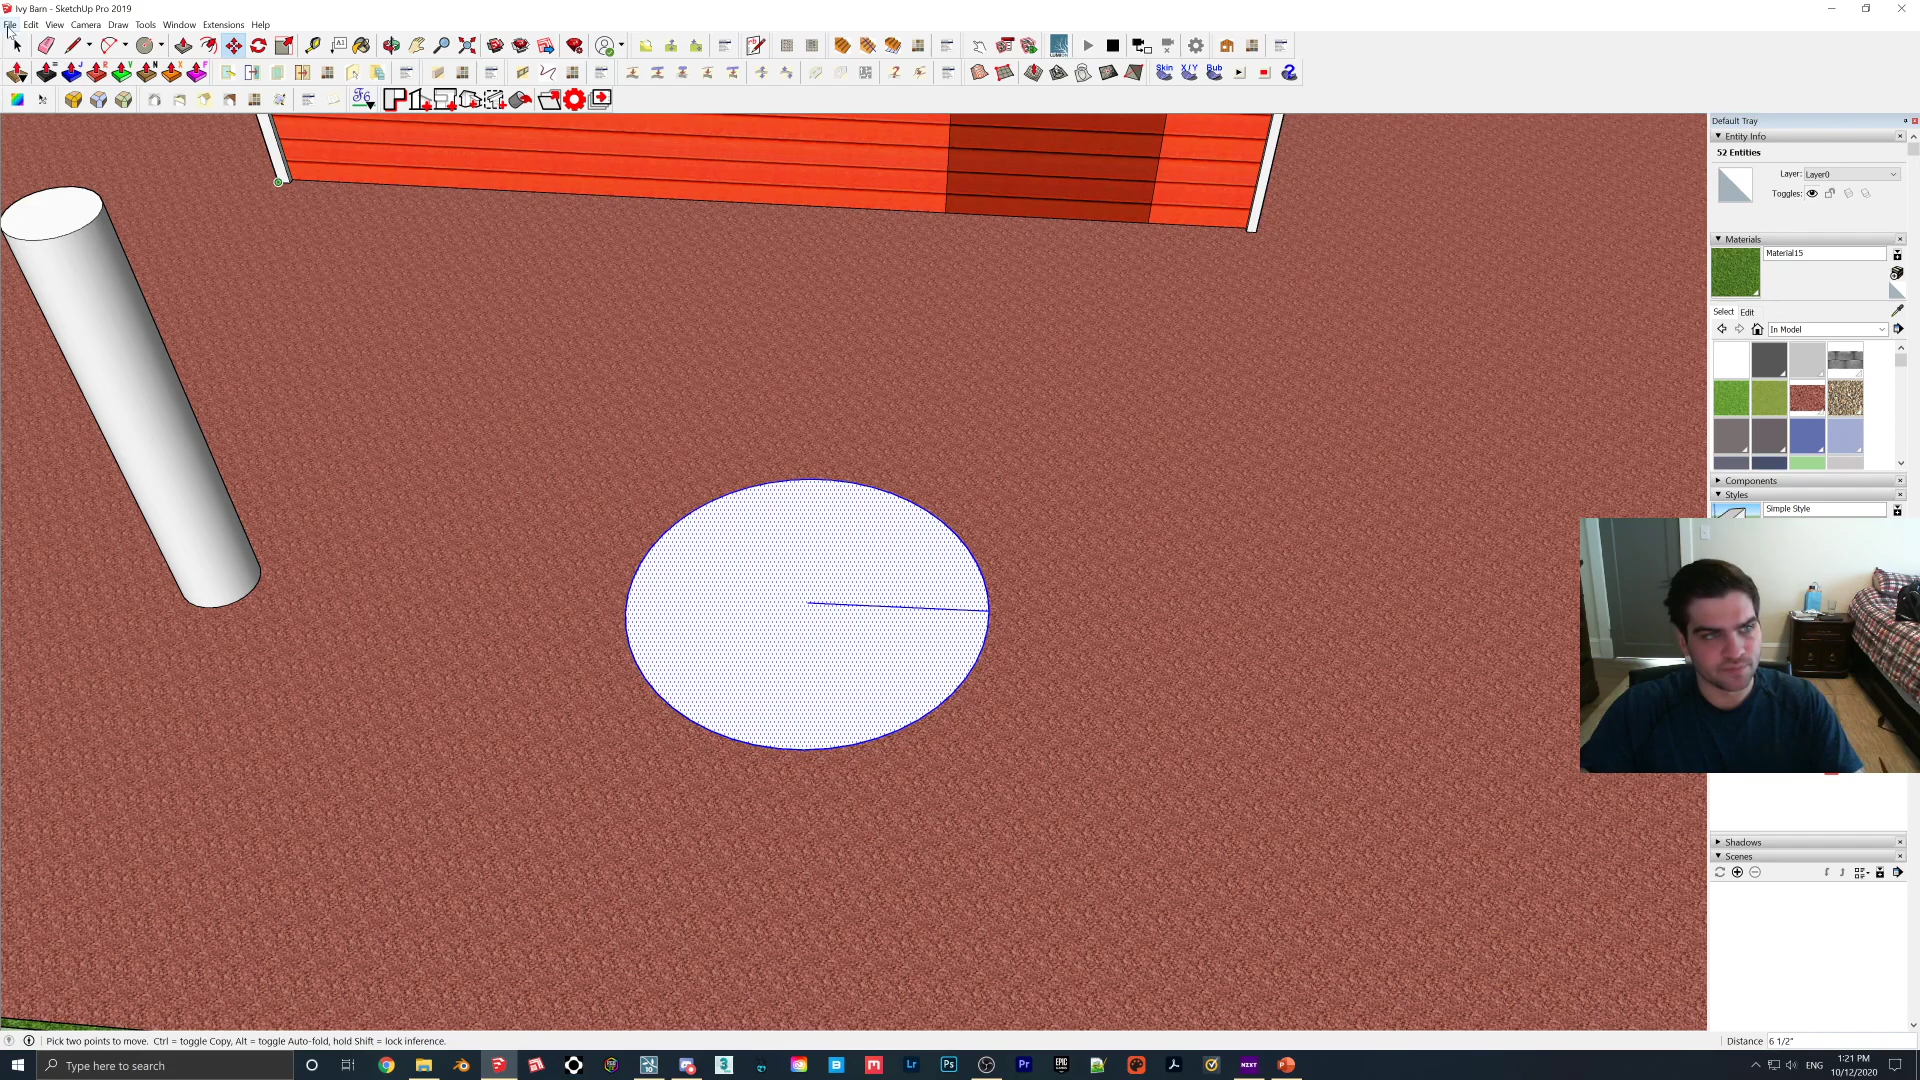 Ivy Barn - SketchUp Pro 2019
File Edit View Camera Draw Tools Window Extensions Help
Default Tray
Entity Info
52 Entities
Layer: Layer0
Toggles:
Materials
Material15
Select Edit
In Model
Components
Styles
Simple Style
Shadows
Scenes
Skin X/Y Bub
Pick two points to move. Ctrl = toggle Copy, Alt = toggle Auto-fold, hold Shift = lock inference.
Distance 6 1/2"
Type here to search
ENG
1:21 PM
10/12/2020